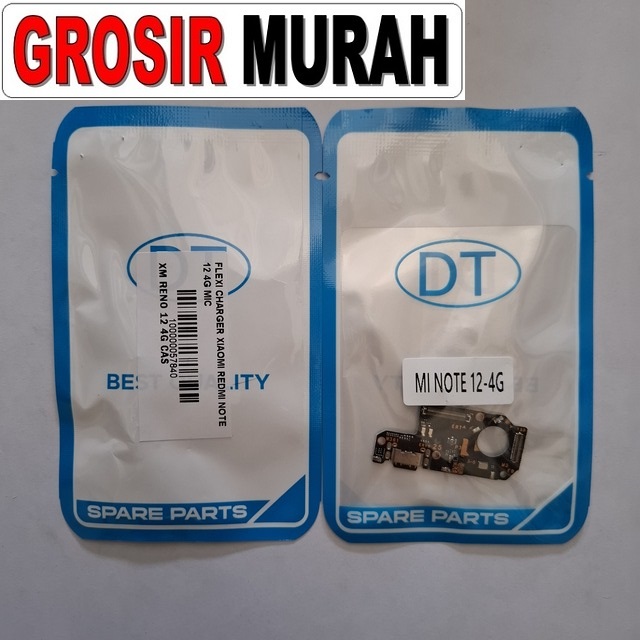 GROSIR MURAH
DT
FLEXI CHARGER XIAOMI REDMI NOTE
12 4G MIC
100000057840
XM RENO 12 4G CAS
BEST LITY
SPARE PARTS
DT
MI NOTE 12-4G
SPARE PARTS